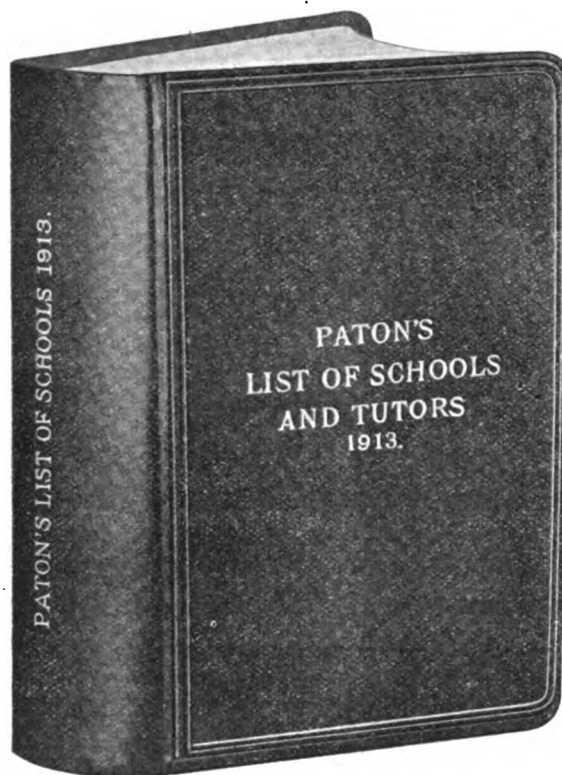 PATON'S LIST OF SCHOOLS 1913.
PATON'S
LIST OF SCHOOLS
AND TUTORS
1913.